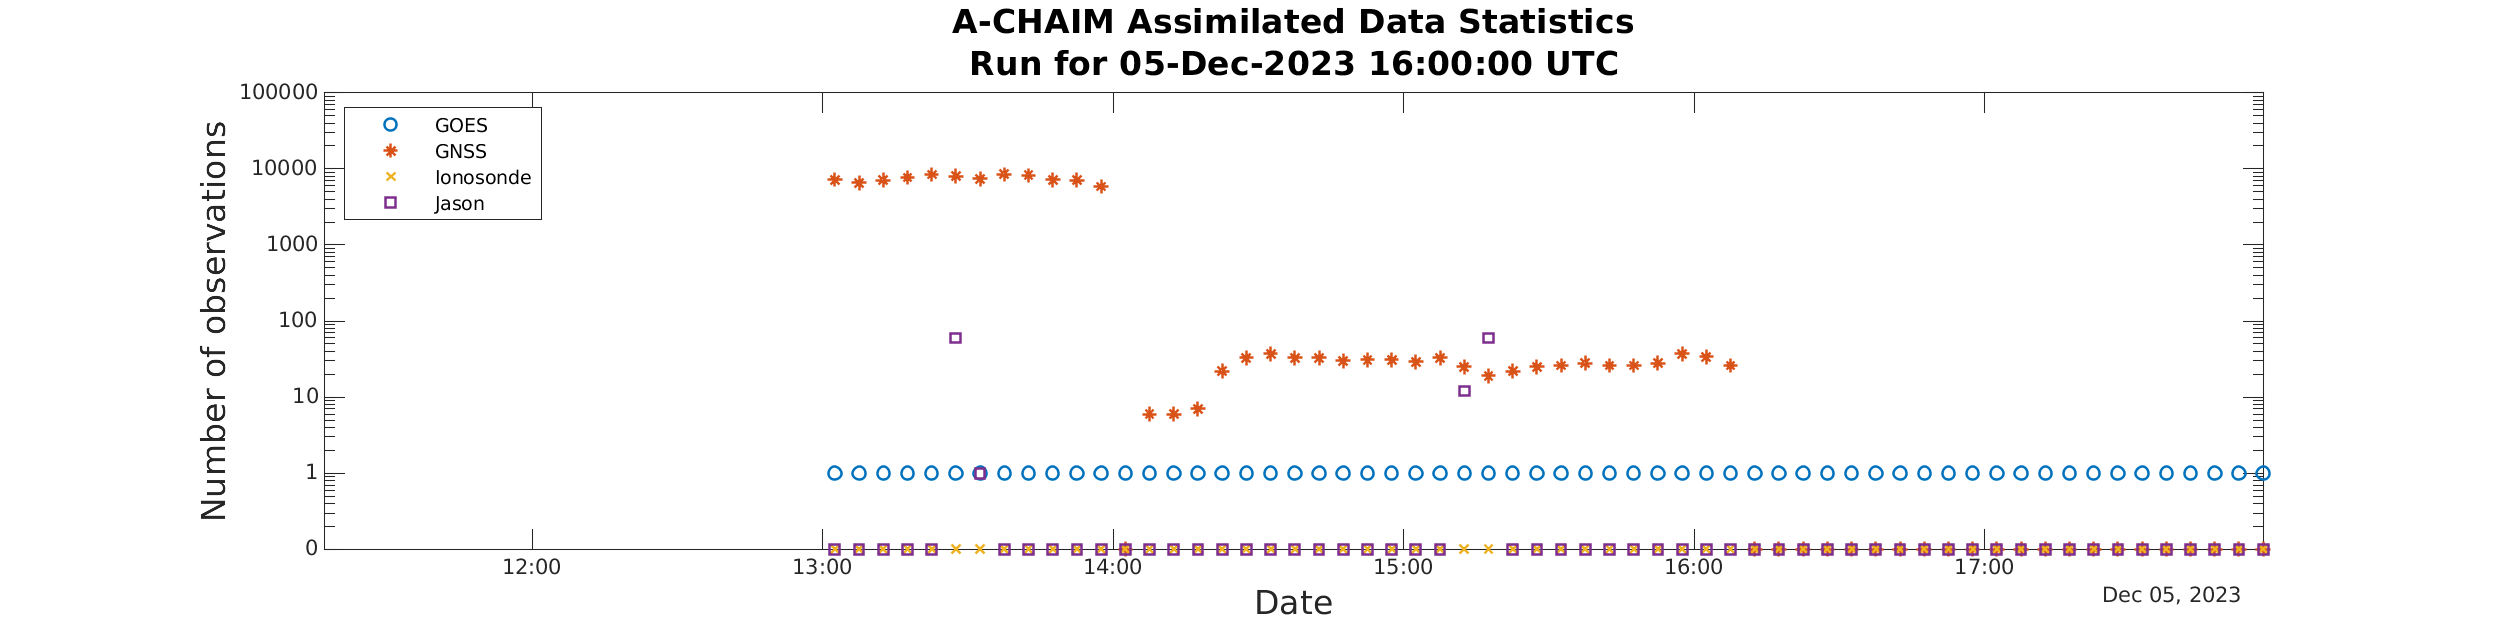 A-CHAIM Assimilated Data Statistics
Run for 05-Dec-2023 16:00:00 UTC
100000
10000
1000
100
10
1
0
Number of observations
GOES
GNSS
Ionosonde
Jason
12:00
13:00
14:00
15:00
16:00
17:00
Date
Dec 05, 2023